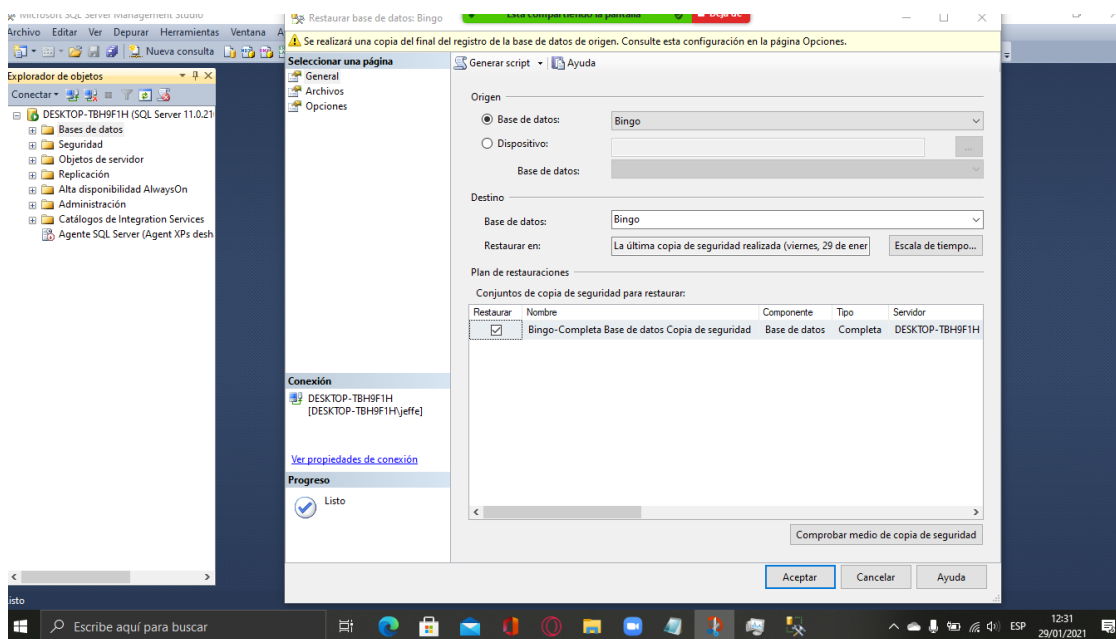 Microsoft SQL Server Management Studio
Archivo Editar Ver Depurar Herramientas Ventana A
Nueva consulta
Explorador de objetos
Conectar
DESKTOP-TBH9F1H (SQL Server 11.0.21
Bases de datos
Seguridad
Objetos de servidor
Replicación
Alta disponibilidad AlwaysOn
Administración
Catálogos de Integration Services
Agente SQL Server (Agent XPs desh
isto
Restaurar base de datos: Bingo
Está compartiendo la pantalla
Deja de
Se realizará una copia del final del registro de la base de datos de origen. Consulte esta configuración en la página Opciones.
Seleccionar una página
General
Archivos
Opciones
Conexión
DESKTOP-TBH9F1H
[DESKTOP-TBH9F1H\jeffe]
Ver propiedades de conexión
Progreso
Listo
Generar script Ayuda
Origen
Base de datos: Bingo
Dispositivo: ...
Base de datos:
Destino
Base de datos: Bingo
Restaurar en: La última copia de seguridad realizada (viernes, 29 de ener Escala de tiempo...
Plan de restauraciones
Conjuntos de copia de seguridad para restaurar:
Restaurar Nombre Componente Tipo Servidor
Bingo-Completa Base de datos Copia de seguridad Base de datos Completa DESKTOP-TBH9F1H
Comprobar medio de copia de seguridad
Aceptar Cancelar Ayuda
Escribe aquí para buscar
ESP
12:31
29/01/2021